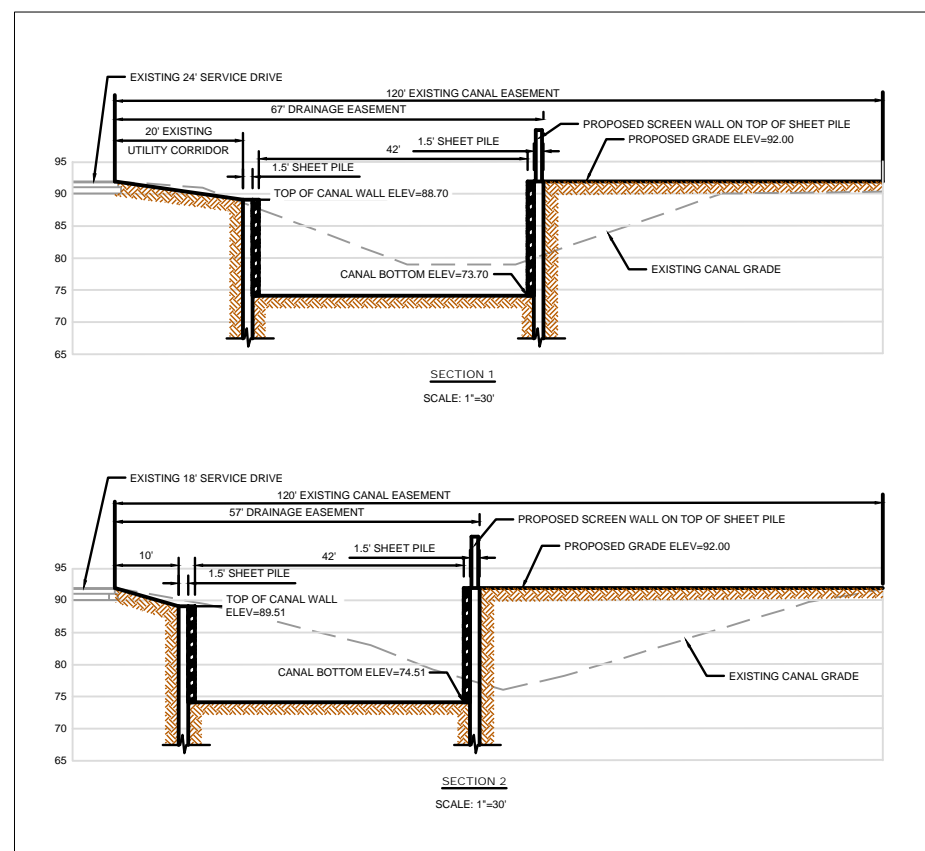 EXISTING 24' SERVICE DRIVE
120' EXISTING CANAL EASEMENT
67' DRAINAGE EASEMENT
PROPOSED SCREEN WALL ON TOP OF SHEET PILE
20' EXISTING
UTILITY CORRIDOR
1.5' SHEET PILE
PROPOSED GRADE ELEV=92.00
42'
1.5' SHEET PILE
TOP OF CANAL WALL ELEV=88.70
CANAL BOTTOM ELEV=73.70
EXISTING CANAL GRADE
95
90
85
80
75
70
65
SECTION 1
SCALE: 1"=30'
EXISTING 18' SERVICE DRIVE
120' EXISTING CANAL EASEMENT
57' DRAINAGE EASEMENT
PROPOSED SCREEN WALL ON TOP OF SHEET PILE
10'
42'
1.5' SHEET PILE
PROPOSED GRADE ELEV=92.00
1.5' SHEET PILE
TOP OF CANAL WALL
ELEV=89.51
CANAL BOTTOM ELEV=74.51
EXISTING CANAL GRADE
95
90
85
80
75
70
65
SECTION 2
SCALE: 1"=30'